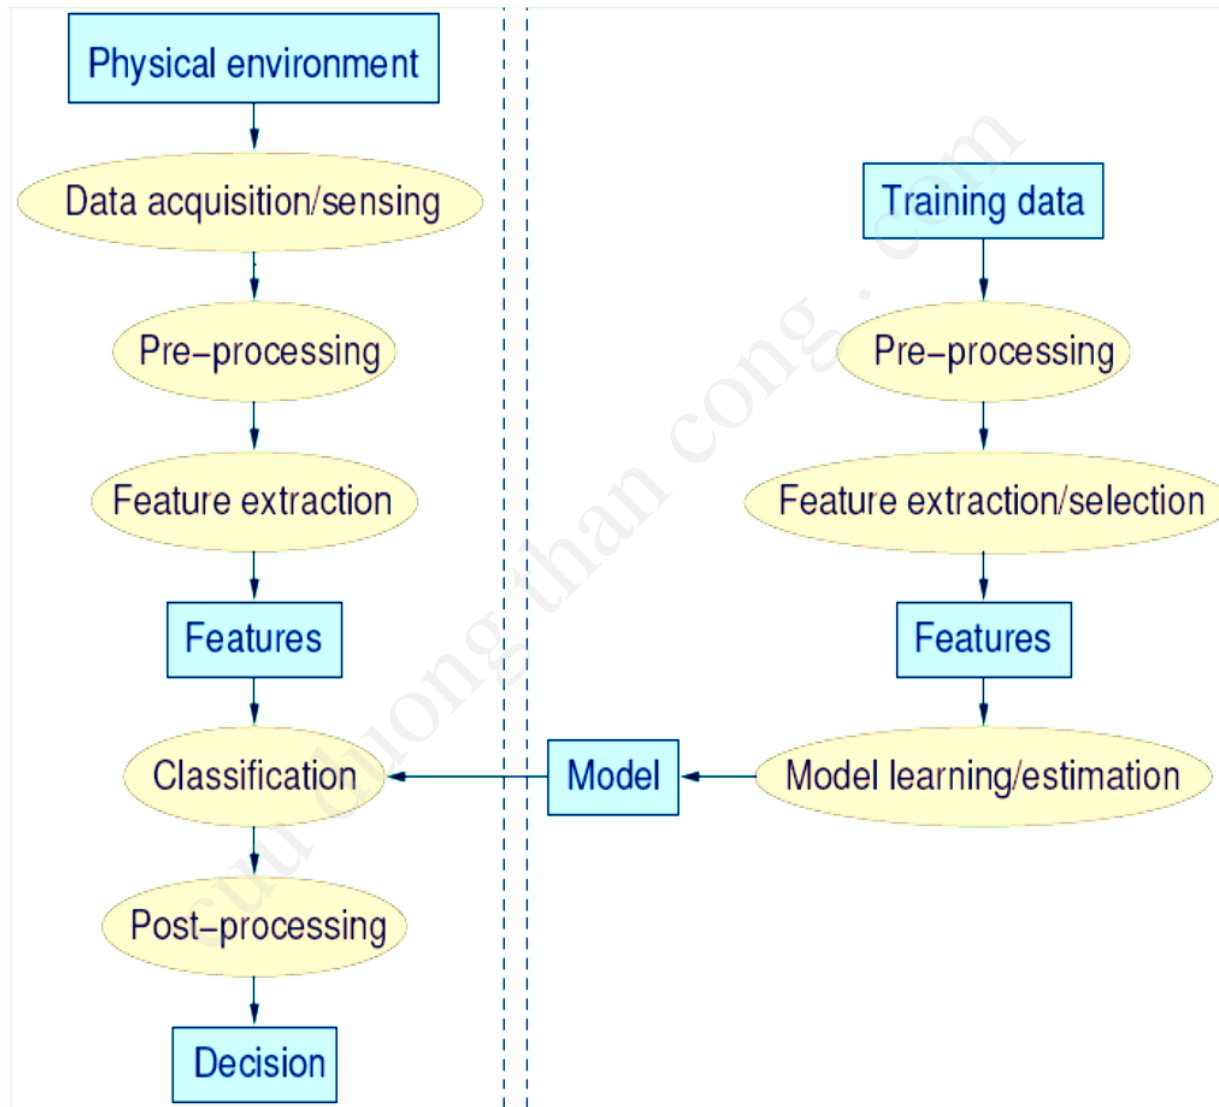 Physical environment
Data acquisition/sensing
Pre-processing
Feature extraction
Features
Classification
Post-processing
Decision
Training data
Pre-processing
Feature extraction/selection
Features
Model learning/estimation
Model
cuu duong than cong . com